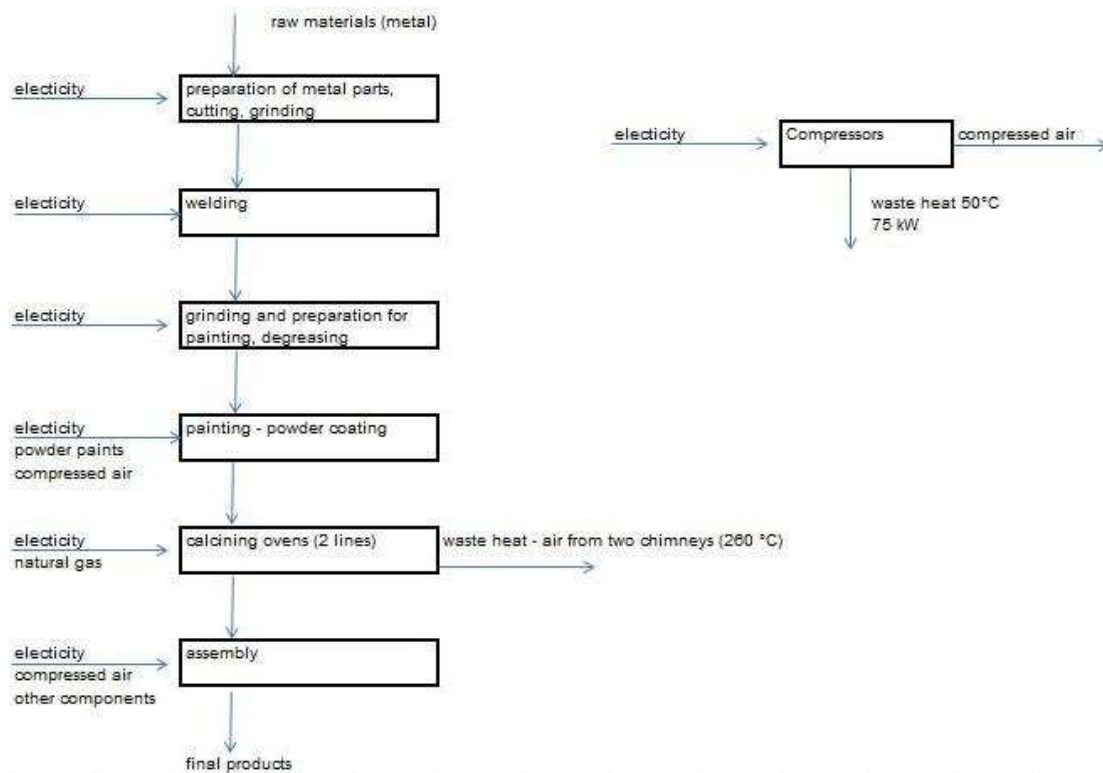 raw materials (metal)
electicity
preparation of metal parts,
cutting, grinding
electicity
welding
electicity
grinding and preparation for
painting, degreasing
electicity
powder paints
compressed air
painting - powder coating
electicity
natural gas
calcining ovens (2 lines)
waste heat - air from two chimneys (260 °C)
electicity
compressed air
other components
assembly
final products
electicity
Compressors
compressed air
waste heat 50°C
75 kW